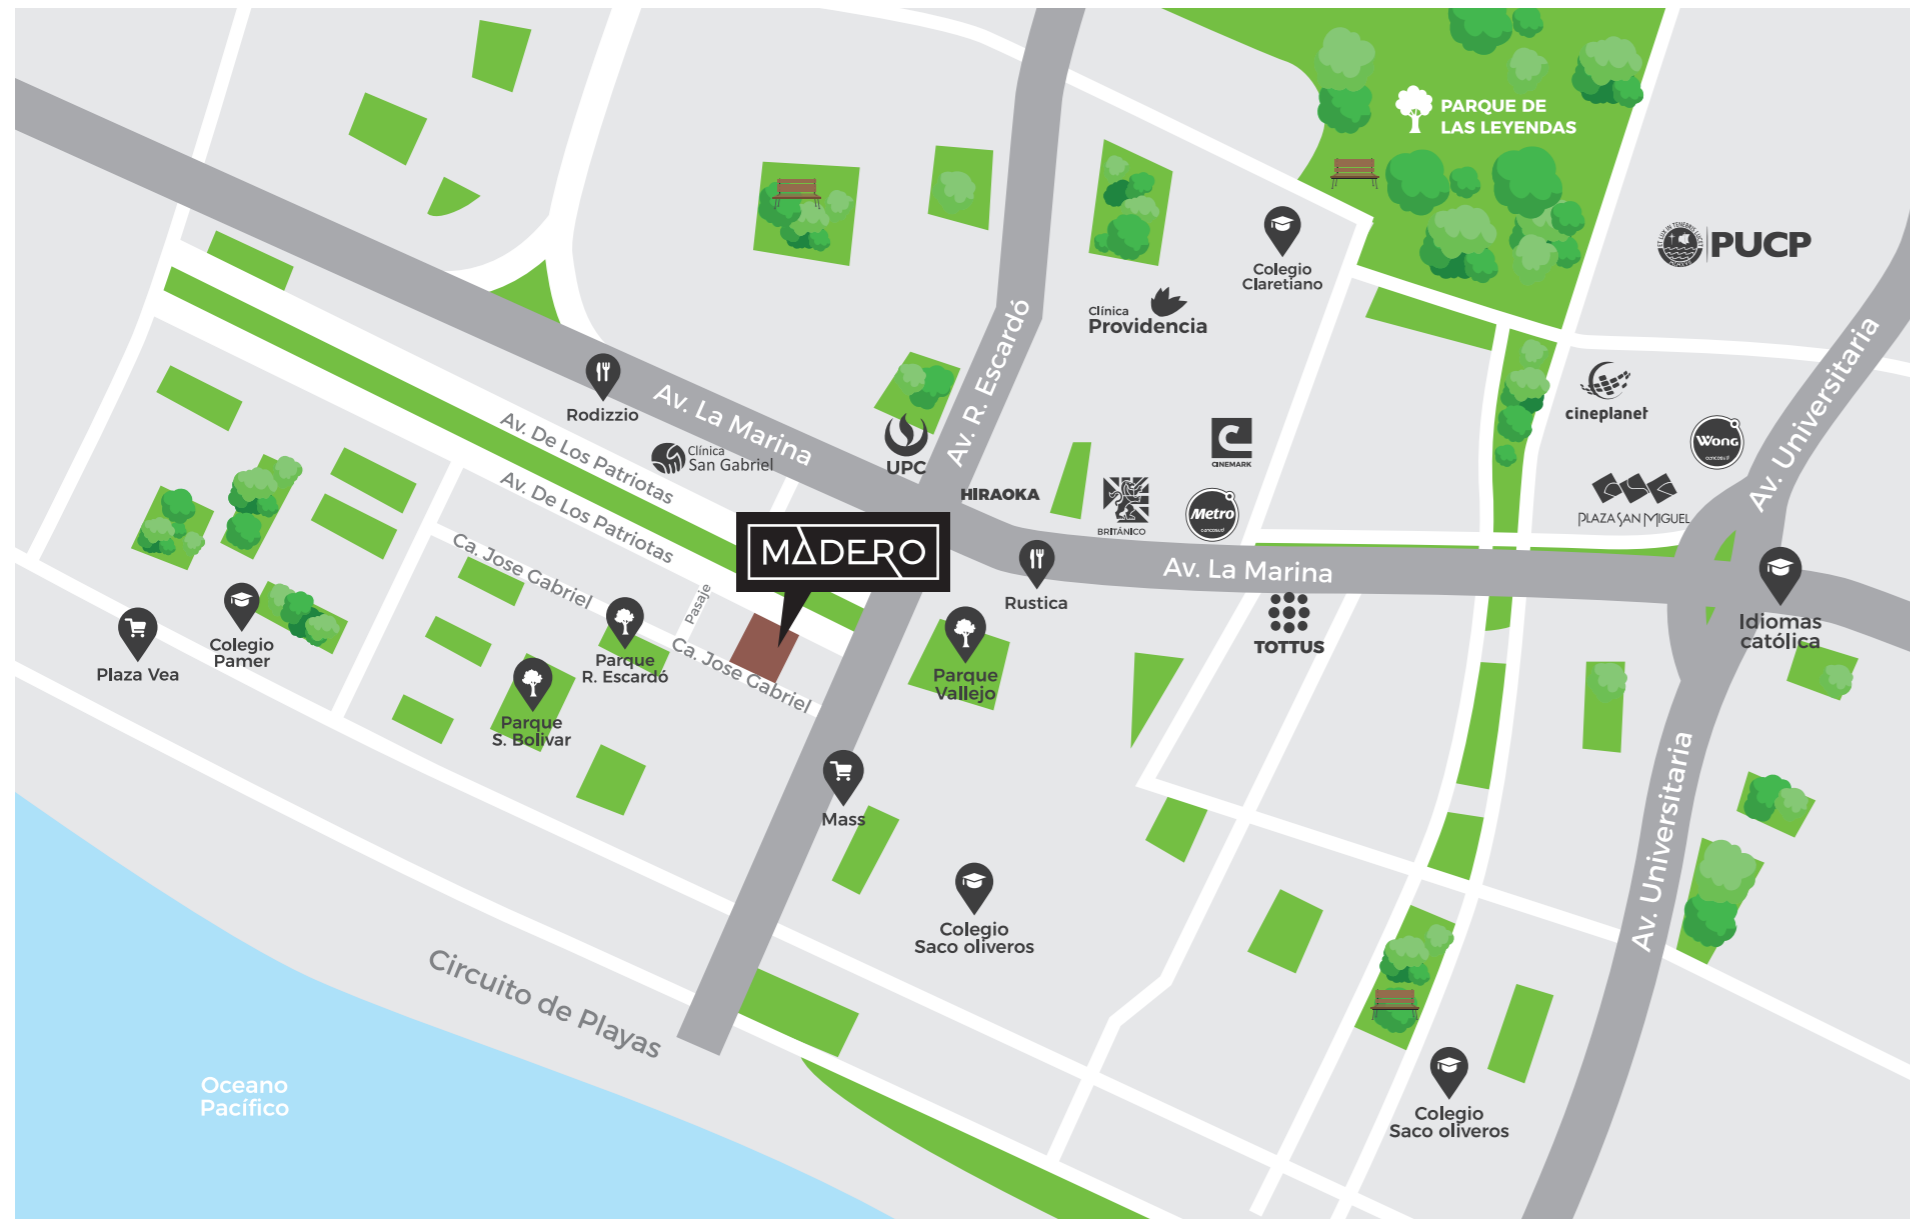 PARQUE DE
LAS LEYENDAS
PUCP
Colegio
Claretiano
Clínica
Providencia
Av. R. Escardó
Av. Universitaria
cineplanet
Wong
cencosud
Rodizzio
Av. La Marina
Av. De Los Patriotas
Clínica
San Gabriel
UPC
CINEMARK
HIRAOKA
BRITÁNICO
Metro
cencosud
PLAZA SAN MIGUEL
Av. De Los Patriotas
MADERO
Ca. Jose Gabriel
Pasaje
Rustica
Av. La Marina
TOTTUS
Idiomas
católica
Plaza Vea
Colegio
Pamer
Parque
R. Escardó
Ca. Jose Gabriel
Parque
Vallejo
Parque
S. Bolivar
Mass
Av. Universitaria
Colegio
Saco oliveros
Circuito de Playas
Oceano
Pacífico
Colegio
Saco oliveros